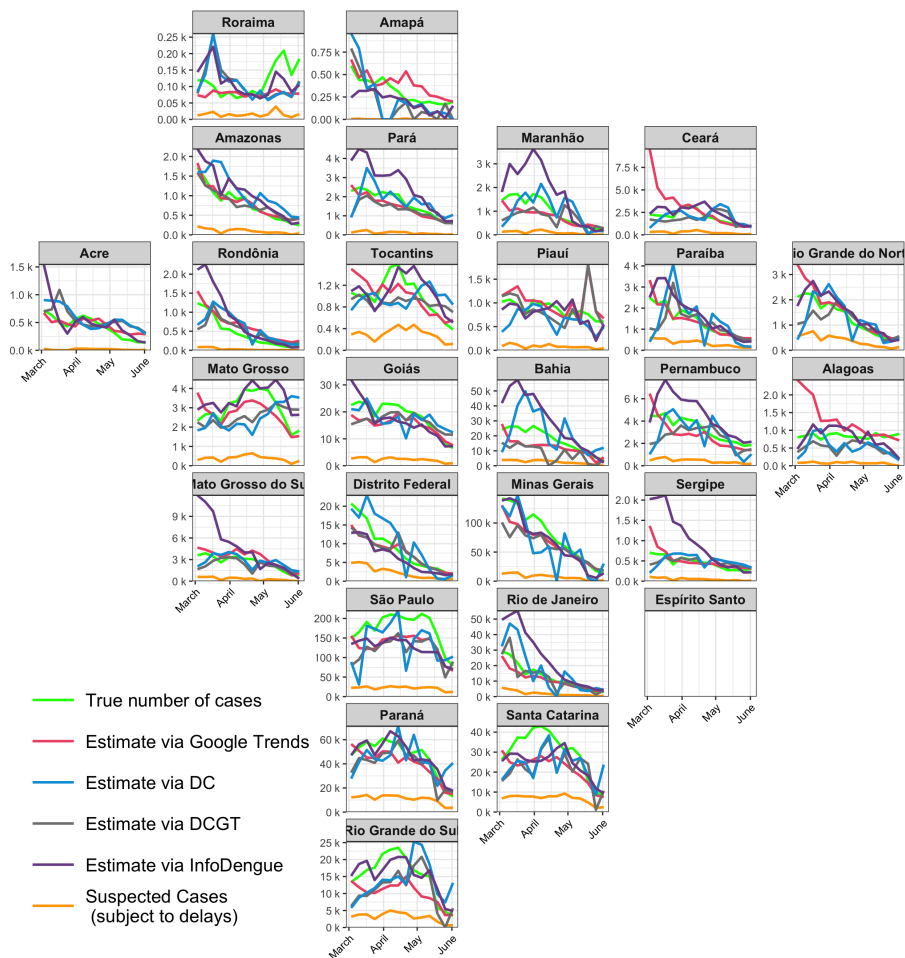 Roraima
Amapá
0.25 k
0.20 k
0.15 k
0.10 k
0.05 k
0.00 k
0.75 k
0.50 k
0.25 k
0.00 k
Amazonas
Pará
Maranhão
Ceará
2.0 k
1.5 k
1.0 k
0.5 k
0.0 k
4 k
3 k
2 k
1 k
0 k
3 k
2 k
1 k
0 k
7.5 k
5.0 k
2.5 k
0.0 k
Acre
Rondônia
Tocantins
Piauí
Paraíba
io Grande do Nort
1.5 k
1.0 k
0.5 k
0.0 k
March
April
May
June
2.0 k
1.5 k
1.0 k
0.5 k
0.0 k
1.2 k
0.8 k
0.4 k
0.0 k
1.5 k
1.0 k
0.5 k
0.0 k
4 k
3 k
2 k
1 k
0 k
3 k
2 k
1 k
0 k
Mato Grosso
Goiás
Bahia
Pernambuco
Alagoas
4 k
3 k
2 k
1 k
0 k
30 k
20 k
10 k
0 k
50 k
40 k
30 k
20 k
10 k
0 k
6 k
4 k
2 k
0 k
2.0 k
1.5 k
1.0 k
0.5 k
0.0 k
March
April
May
June
Mato Grosso do Su
Distrito Federal
Minas Gerais
Sergipe
9 k
6 k
3 k
0 k
March
April
May
June
20 k
15 k
10 k
5 k
0 k
100 k
50 k
0 k
2.0 k
1.5 k
1.0 k
0.5 k
0.0 k
São Paulo
Rio de Janeiro
Espírito Santo
200 k
150 k
100 k
50 k
0 k
50 k
40 k
30 k
20 k
10 k
0 k
March
April
May
June
Paraná
Santa Catarina
60 k
40 k
20 k
0 k
40 k
30 k
20 k
10 k
0 k
March
April
May
June
Rio Grande do Sul
25 k
20 k
15 k
10 k
5 k
0 k
March
April
May
June
True number of cases
Estimate via Google Trends
Estimate via DC
Estimate via DCGT
Estimate via InfoDengue
Suspected Cases
(subject to delays)